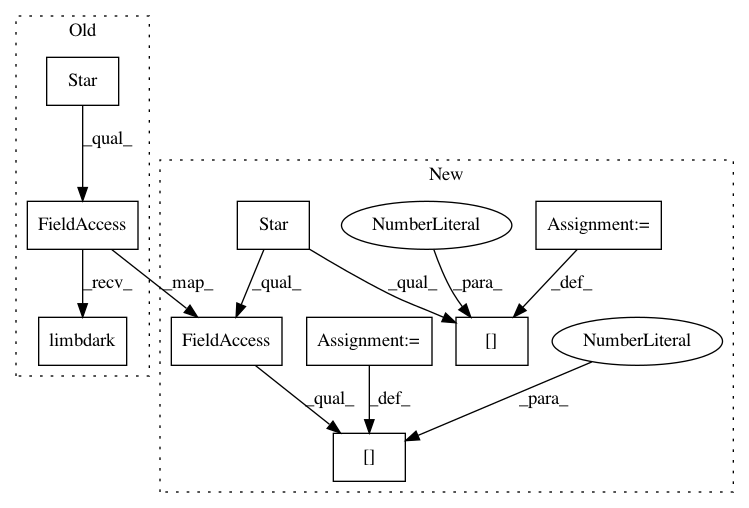 Old
Star
_qual_
New
FieldAccess
Star
NumberLiteral
Assignment:=
_recv_
_map_
_qual_
_qual_
_para_
_def_
limbdark
FieldAccess
Assignment:=
[]
NumberLiteral
_qual_
_def_
_para_
[]